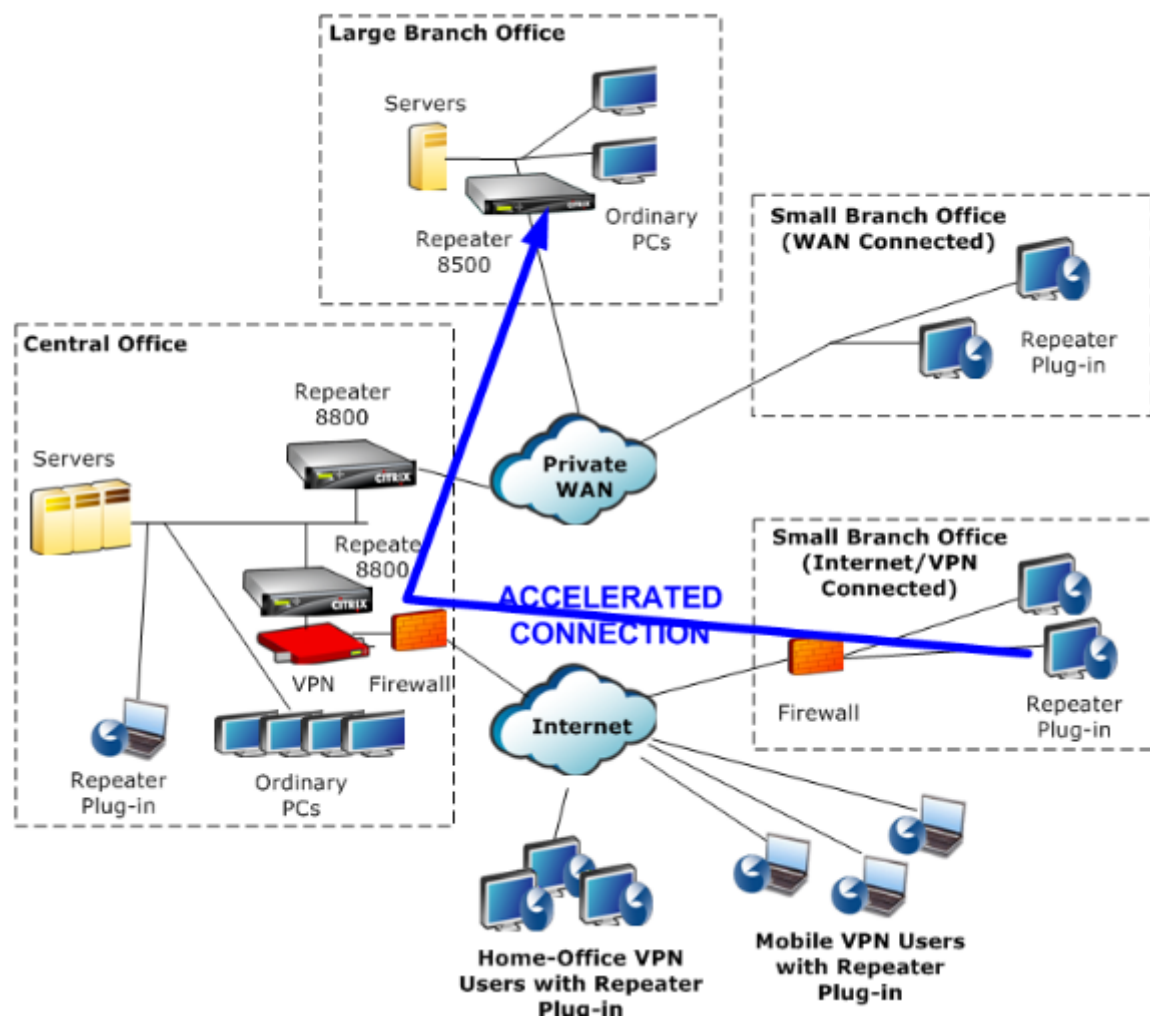 Large Branch Office
Servers
CITRIX
Repeater
8500
Ordinary
PCs
Small Branch Office
(WAN Connected)
Repeater
Plug-in
Central Office
Repeater
8800
Servers
CITRIX
Private
WAN
Repeate
8800
CITRIX
VPN
Firewall
Repeater
Plug-in
Ordinary
PCs
ACCELERATED
CONNECTION
Small Branch Office
(Internet/VPN
Connected)
Firewall
Repeater
Plug-in
Internet
Home-Office VPN
Users with Repeater
Plug-in
Mobile VPN Users
with Repeater
Plug-in